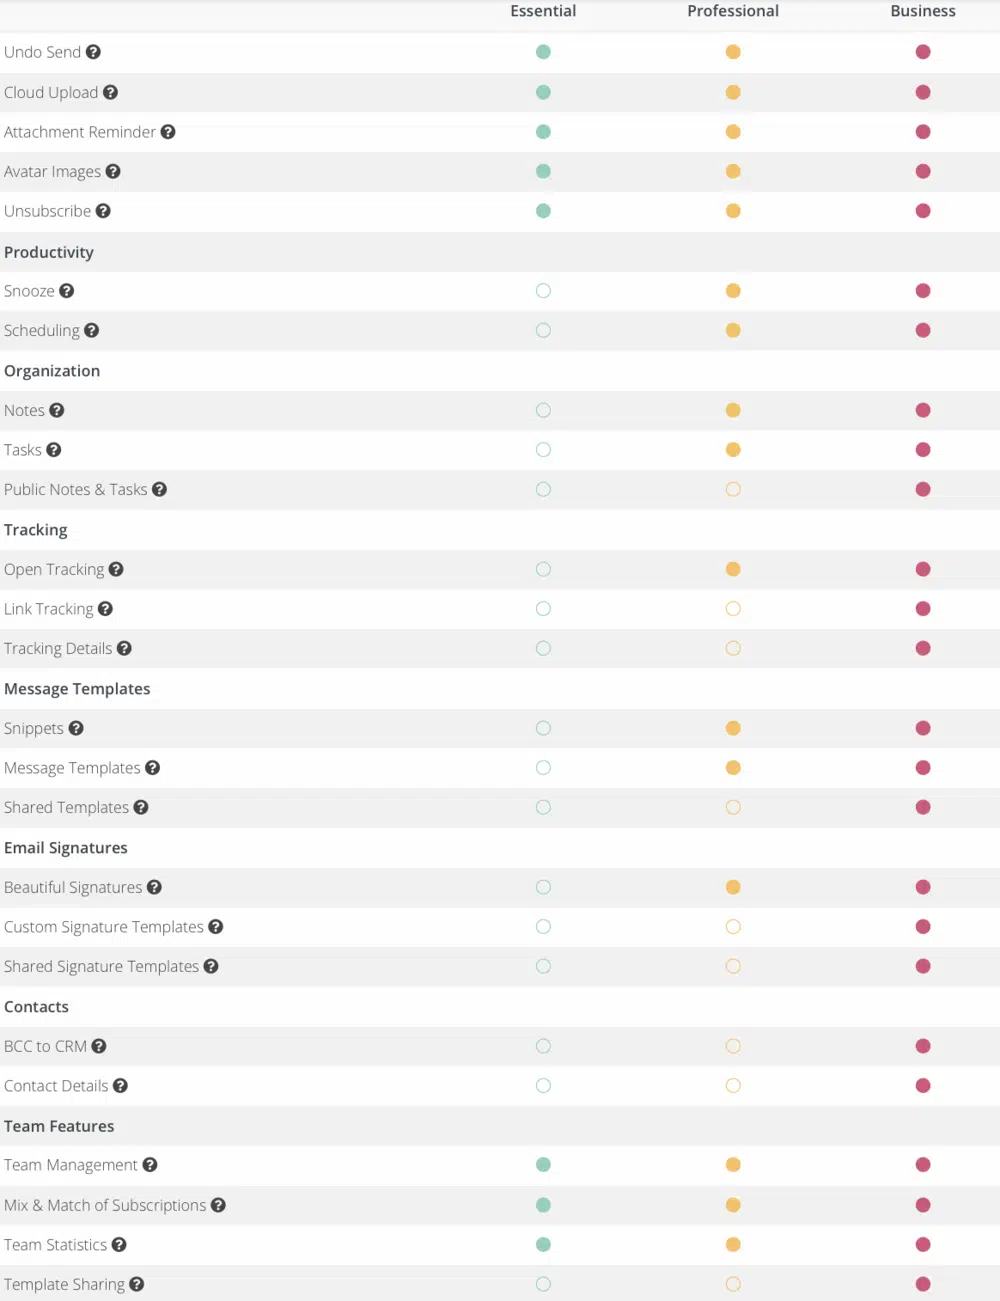 Essential Professional Business
Undo Send ?
Cloud Upload ?
Attachment Reminder ?
Avatar Images ?
Unsubscribe ?
Productivity
Snooze ?
Scheduling ?
Organization
Notes ?
Tasks ?
Public Notes & Tasks ?
Tracking
Open Tracking ?
Link Tracking ?
Tracking Details ?
Message Templates
Snippets ?
Message Templates ?
Shared Templates ?
Email Signatures
Beautiful Signatures ?
Custom Signature Templates ?
Shared Signature Templates ?
Contacts
BCC to CRM ?
Contact Details ?
Team Features
Team Management ?
Mix & Match of Subscriptions ?
Team Statistics ?
Template Sharing ?